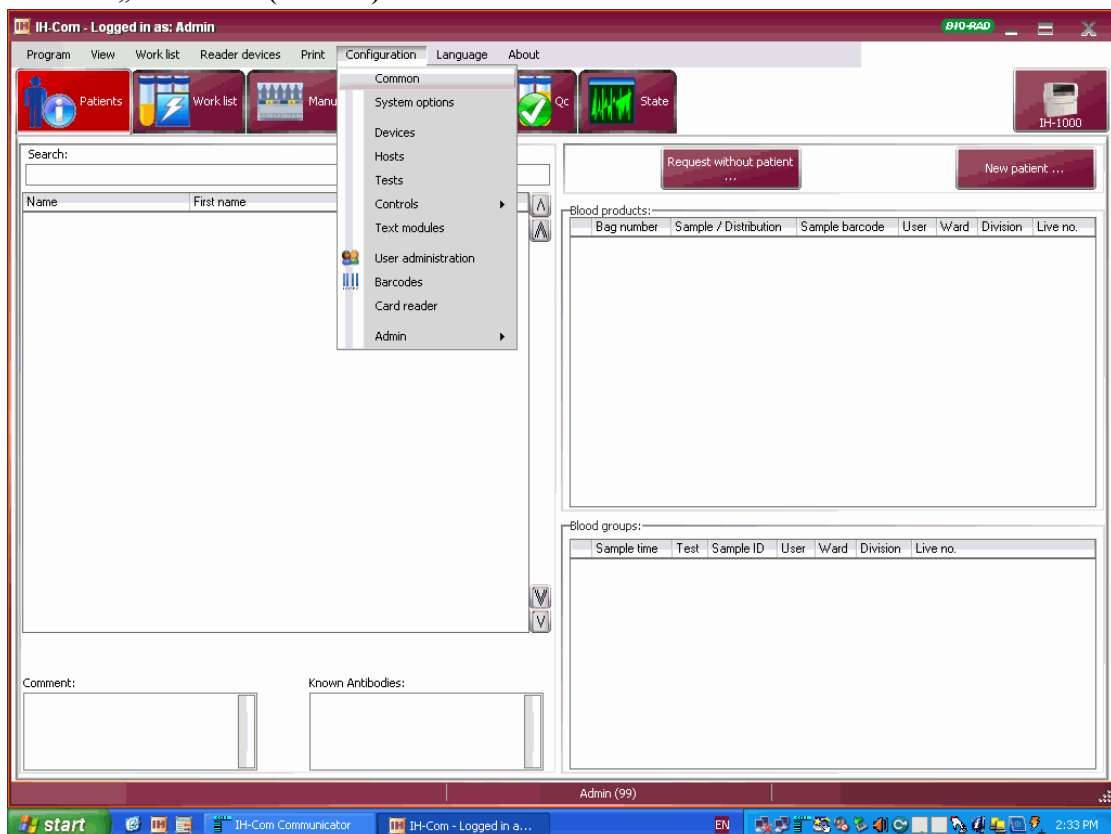 IH-Com - Logged in as: Admin
BIO-RAD
Program View Work list Reader devices Print Configuration Language About
Patients
Work list
Manu
Qc
State
IH-1000
Common
System options
Devices
Hosts
Tests
Controls
Text modules
User administration
Barcodes
Card reader
Admin
Search:
Name First name
Request without patient
...
New patient ...
Blood products:
Bag number Sample / Distribution Sample barcode User Ward Division Live no.
Blood groups:
Sample time Test Sample ID User Ward Division Live no.
Comment:
Known Antibodies:
Admin (99)
start
IH-Com Communicator
IH-Com - Logged in a...
EN
2:33 PM